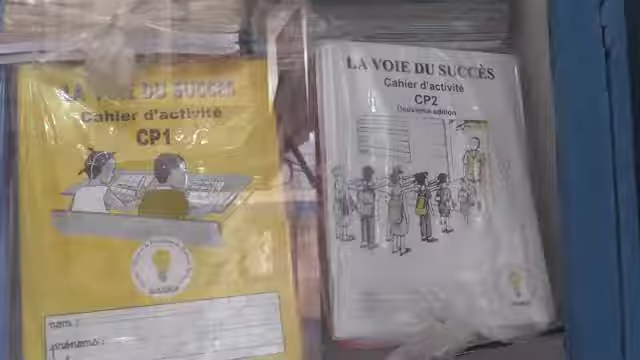 LA VOIE DU SUCCÈS
Cahier d'activité
CP1
nom :
prénoms :
LA VOIE DU SUCCÈS
Cahier d'activité
CP2
Deuxième édition